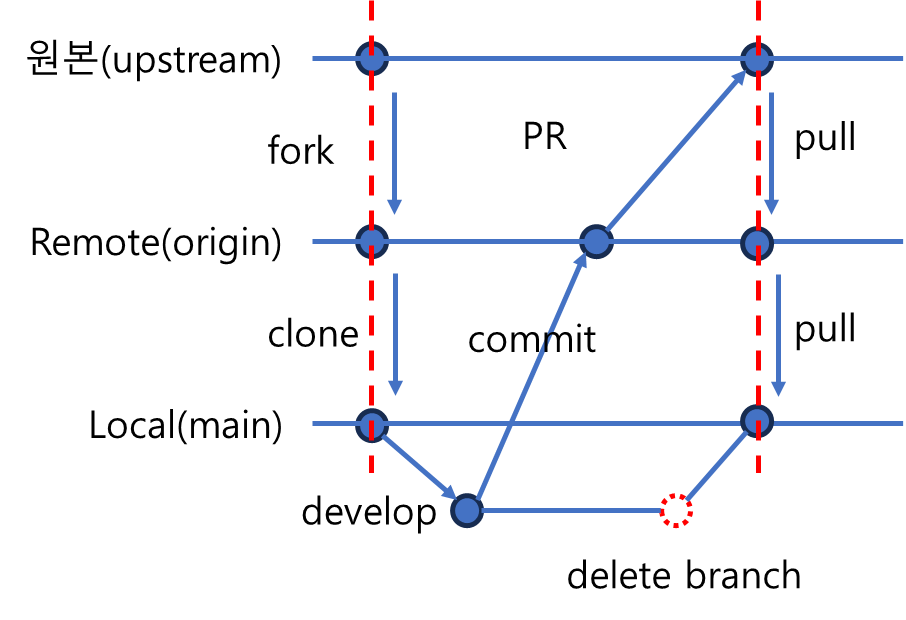 원본(upstream)
fork
PR
pull
Remote(origin)
clone
commit
pull
Local(main)
develop
delete branch